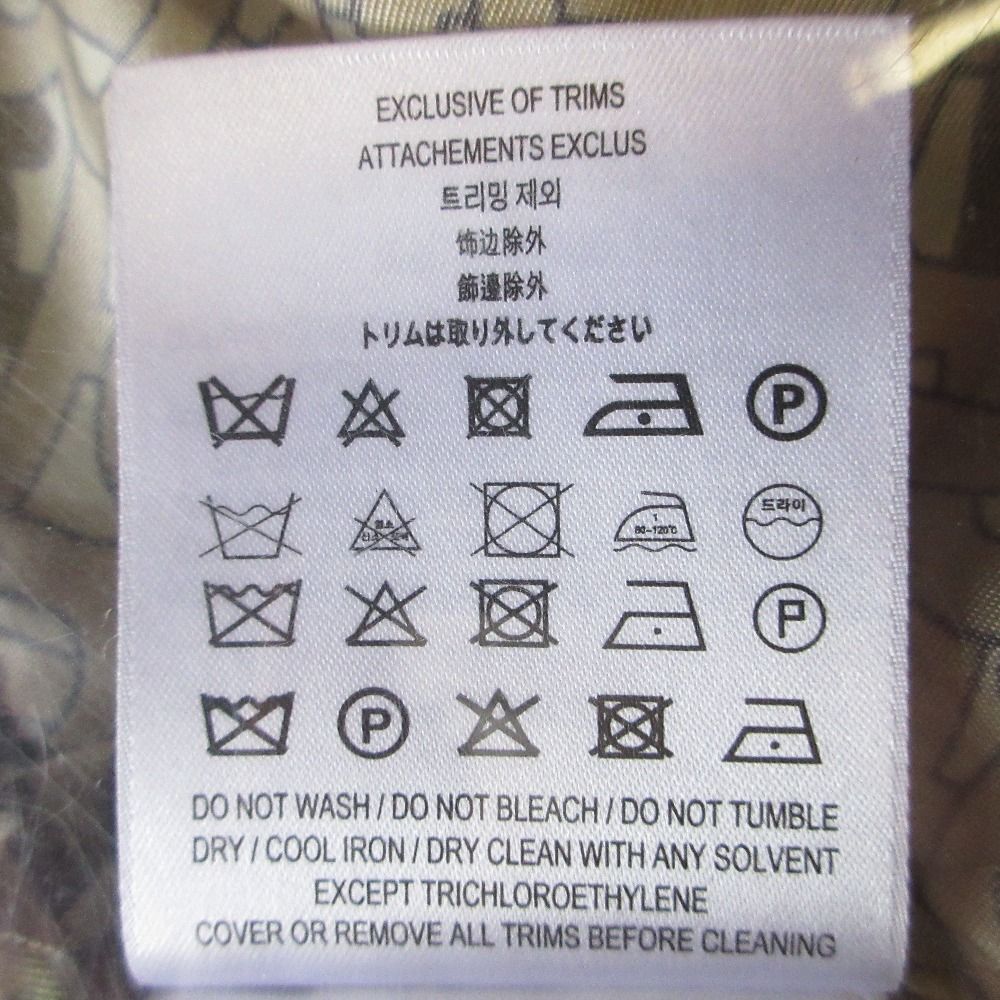 EXCLUSIVE OF TRIMS
ATTACHEMENTS EXCLUS
트리밍 제외
饰边除外
飾邊除外
トリムは取り外してください
P
드라이
1
80~120℃
P
P
DO NOT WASH / DO NOT BLEACH / DO NOT TUMBLE
DRY / COOL IRON / DRY CLEAN WITH ANY SOLVENT
EXCEPT TRICHLOROETHYLENE
COVER OR REMOVE ALL TRIMS BEFORE CLEANING